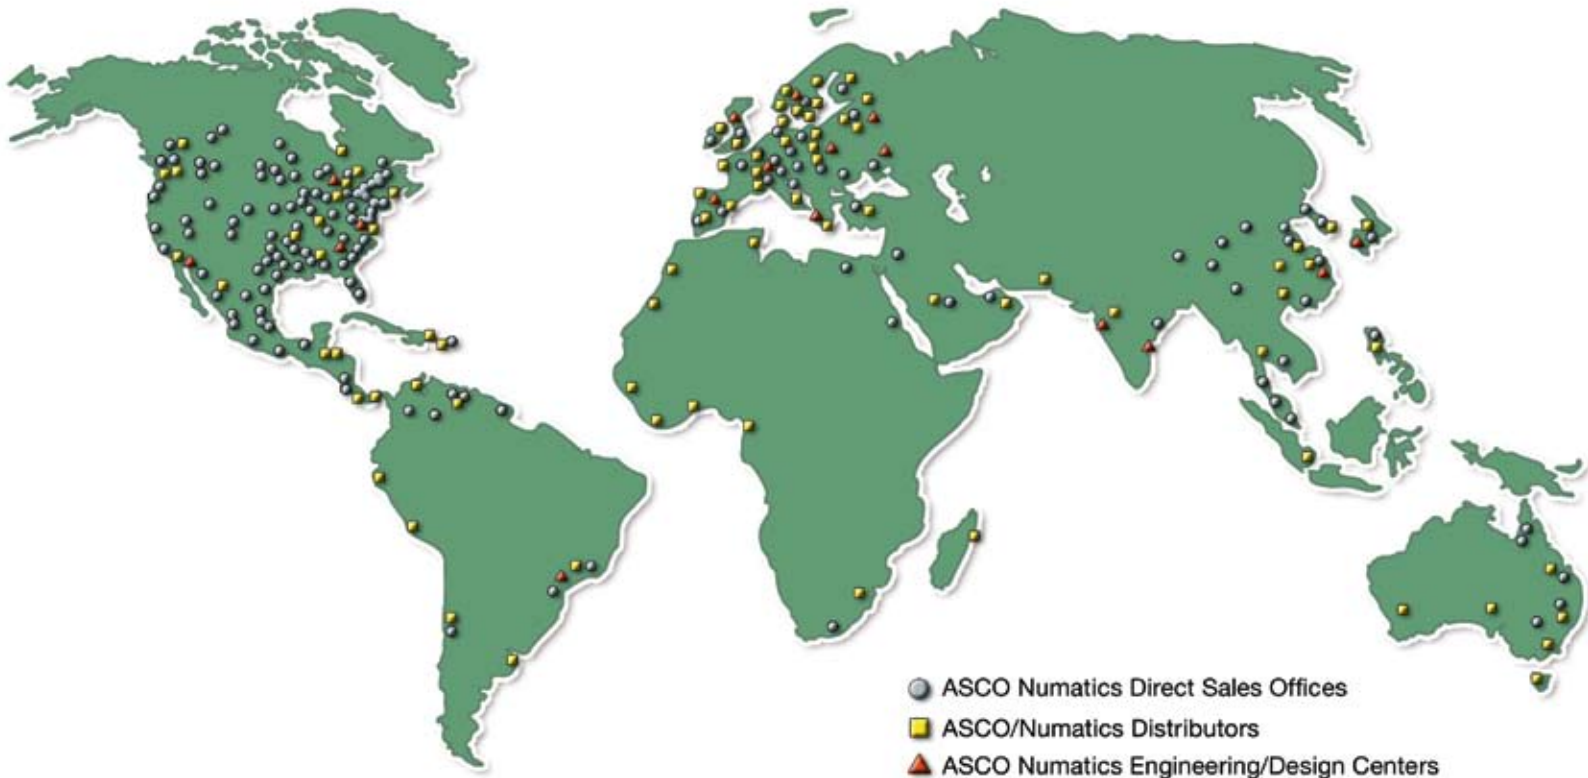 ASCO Numatics Direct Sales Offices
ASCO/Numatics Distributors
ASCO Numatics Engineering/Design Centers